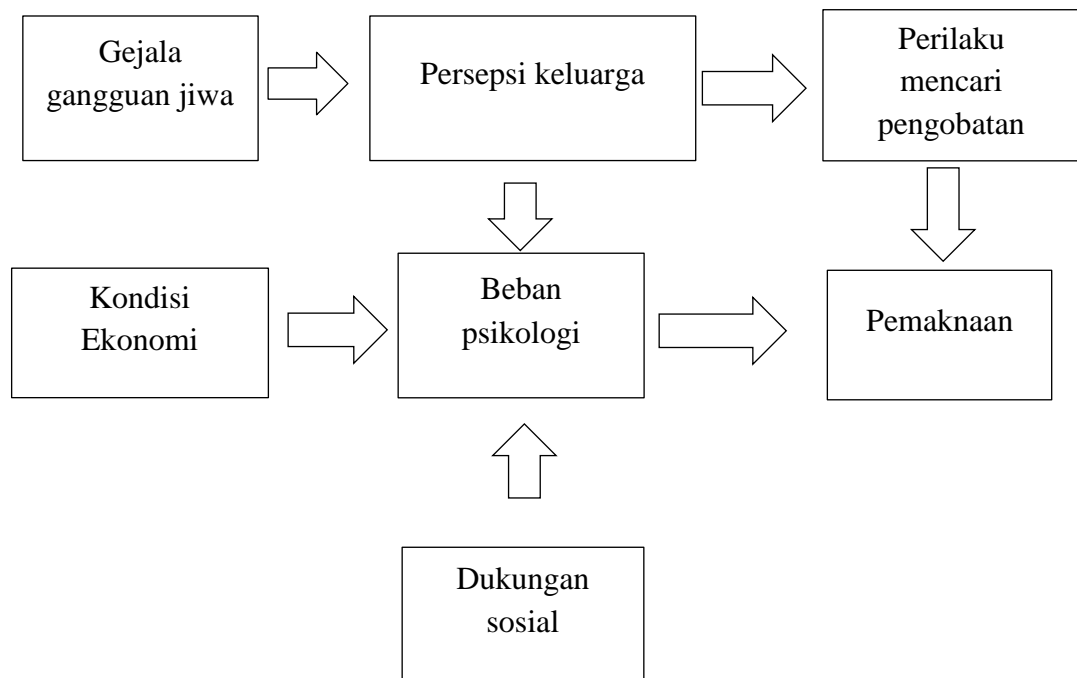 Gejala
gangguan jiwa
Persepsi keluarga
Perilaku
mencari
pengobatan
Kondisi
Ekonomi
Beban
psikologi
Pemaknaan
Dukungan
sosial